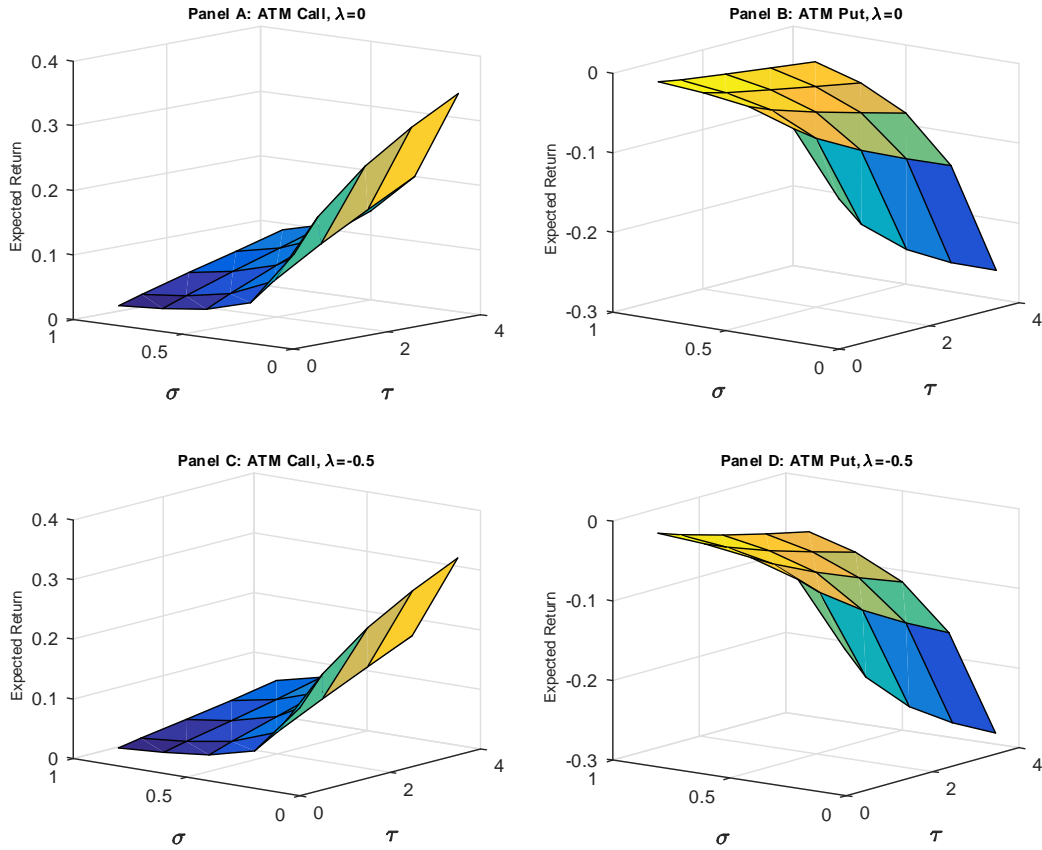 Panel A: ATM Call, λ=0
Expected Return
0.4
0.3
0.2
0.1
0
1
0.5
0
σ
0
2
4
τ
Panel B: ATM Put, λ=0
Expected Return
0
-0.1
-0.2
-0.3
1
0.5
0
σ
0
2
4
τ
Panel C: ATM Call, λ=-0.5
Expected Return
0.4
0.3
0.2
0.1
0
1
0.5
0
σ
0
2
4
τ
Panel D: ATM Put, λ=-0.5
Expected Return
0
-0.1
-0.2
-0.3
1
0.5
0
σ
0
2
4
τ